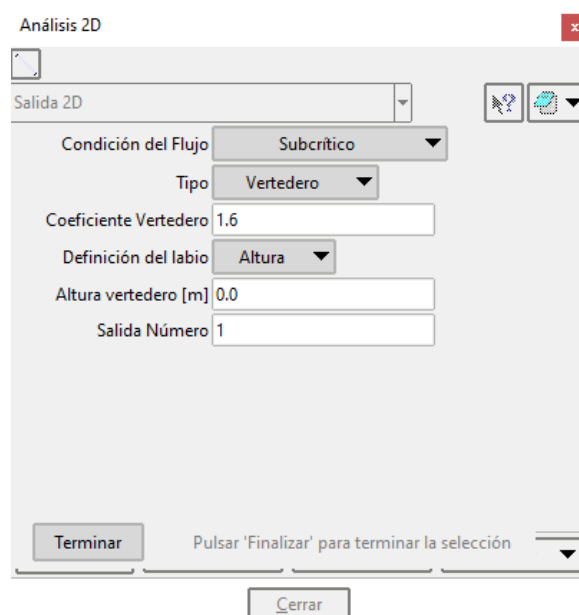 Análisis 2D
x
Salida 2D
Condición del Flujo Subcrítico
Tipo Vertedero
Coeficiente Vertedero 1.6
Definición del labio Altura
Altura vertedero [m] 0.0
Salida Número 1
Terminar Pulsar 'Finalizar' para terminar la selección
Cerrar